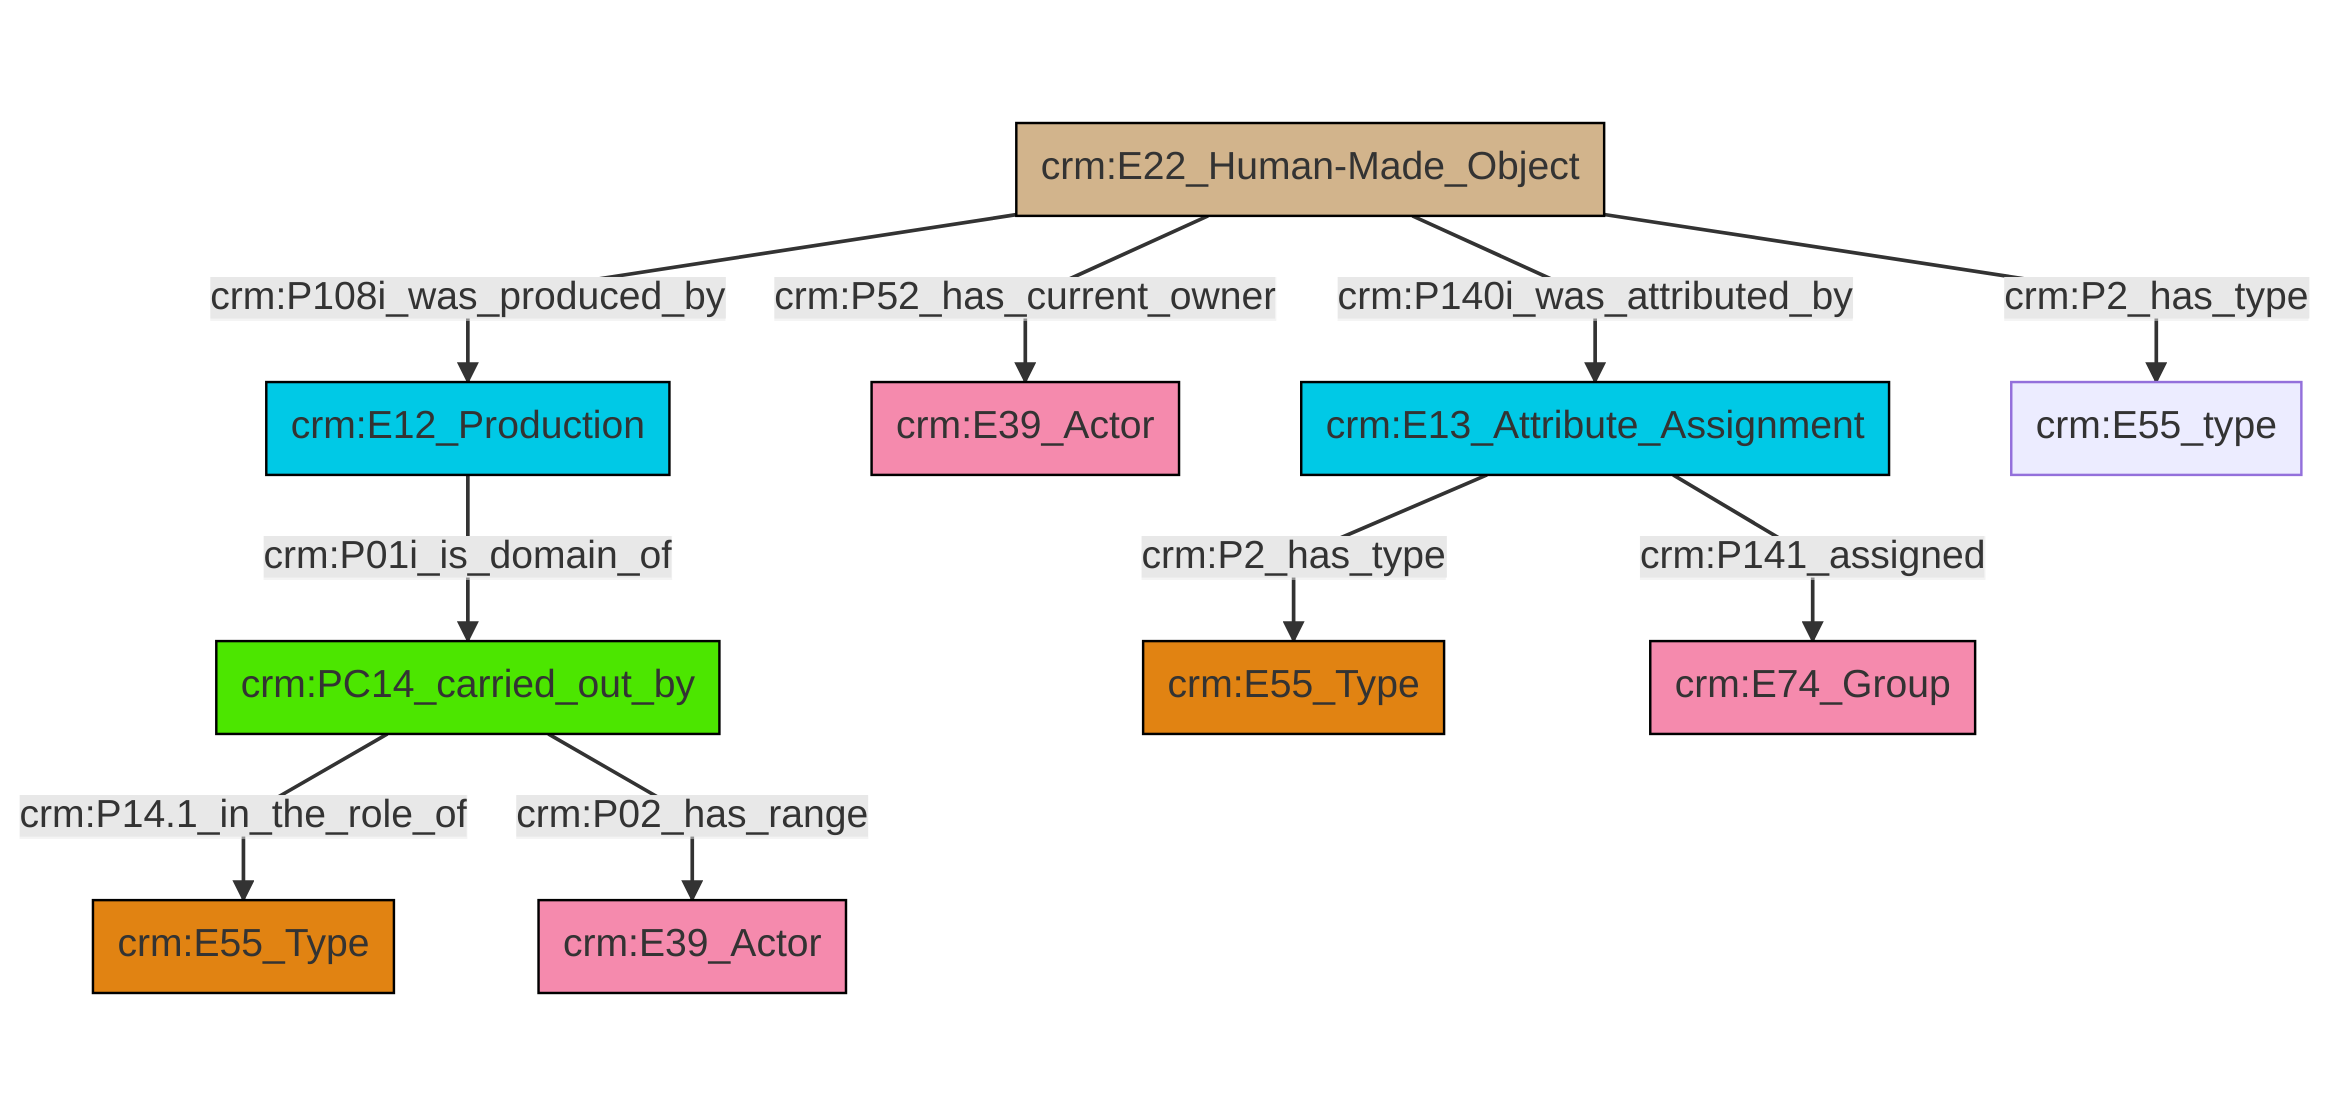 crm:E22_Human-Made_Object
crm:P108i_was_produced_by
crm:P52_has_current_owner
crm:P140i_was_attributed_by
crm:P2_has_type
crm:E12_Production
crm:E39_Actor
crm:E13_Attribute_Assignment
crm:E55_type
crm:P01i_is_domain_of
crm:P2_has_type
crm:P141_assigned
crm:PC14_carried_out_by
crm:E55_Type
crm:E74_Group
crm:P14.1_in_the_role_of
crm:P02_has_range
crm:E55_Type
crm:E39_Actor